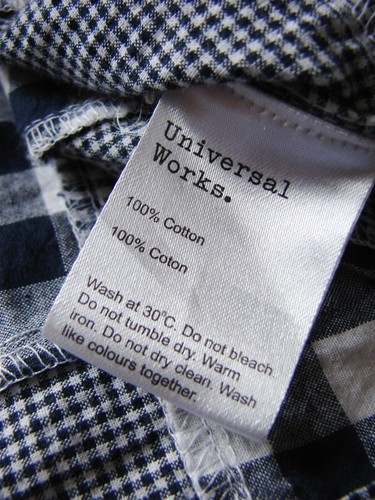 Universal
Works.
100% Cotton
100% Coton
Wash at 30°C. Do not bleach.
Do not tumble dry. Warm
iron. Do not dry clean. Wash
like colours together.